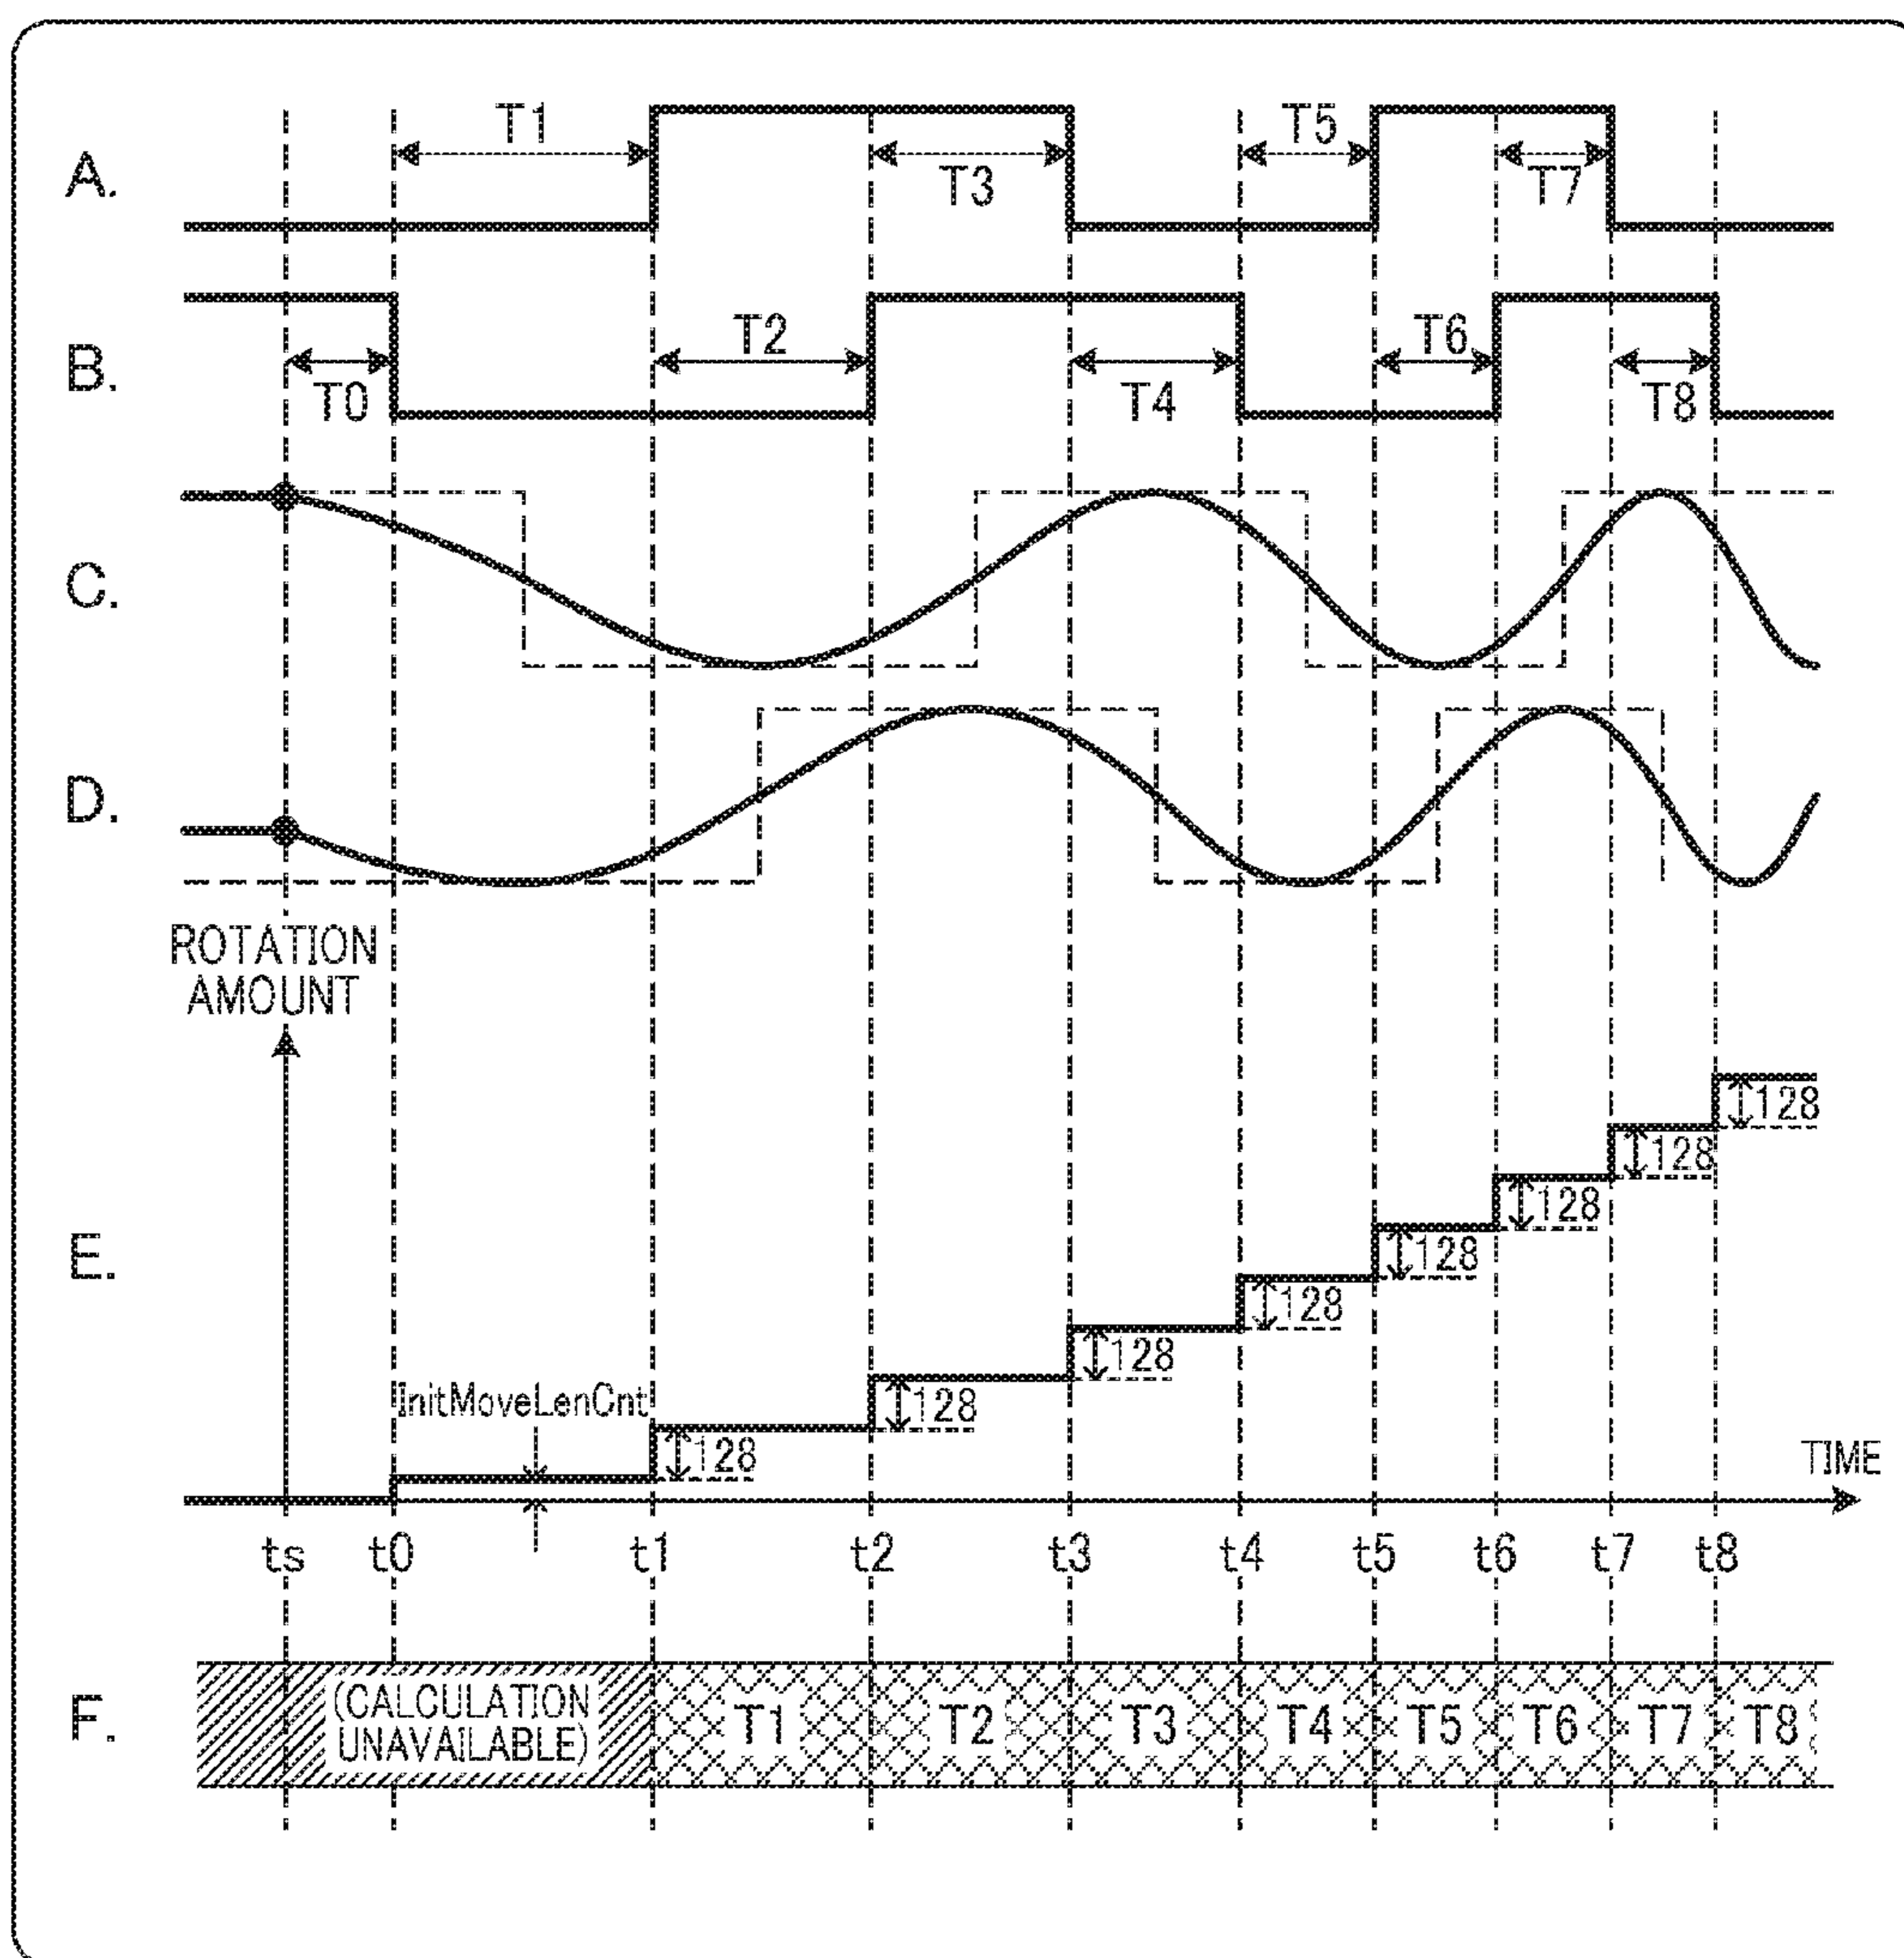 A.
T1
T3
T5
T7
B.
T0
T2
T4
T6
T8
C.
D.
ROTATION
AMOUNT
E.
InitMoveLenCnt
128
128
128
128
128
128
128
128
TIME
ts t0 t1 t2 t3 t4 t5 t6 t7 t8
F.
(CALCULATION
UNAVAILABLE)
T1 T2 T3 T4 T5 T6 T7 T8